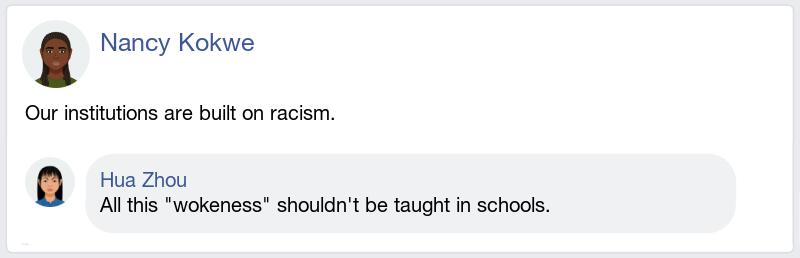 Nancy Kokwe
Our institutions are built on racism.
Hua Zhou
All this "wokeness" shouldn't be taught in schools.